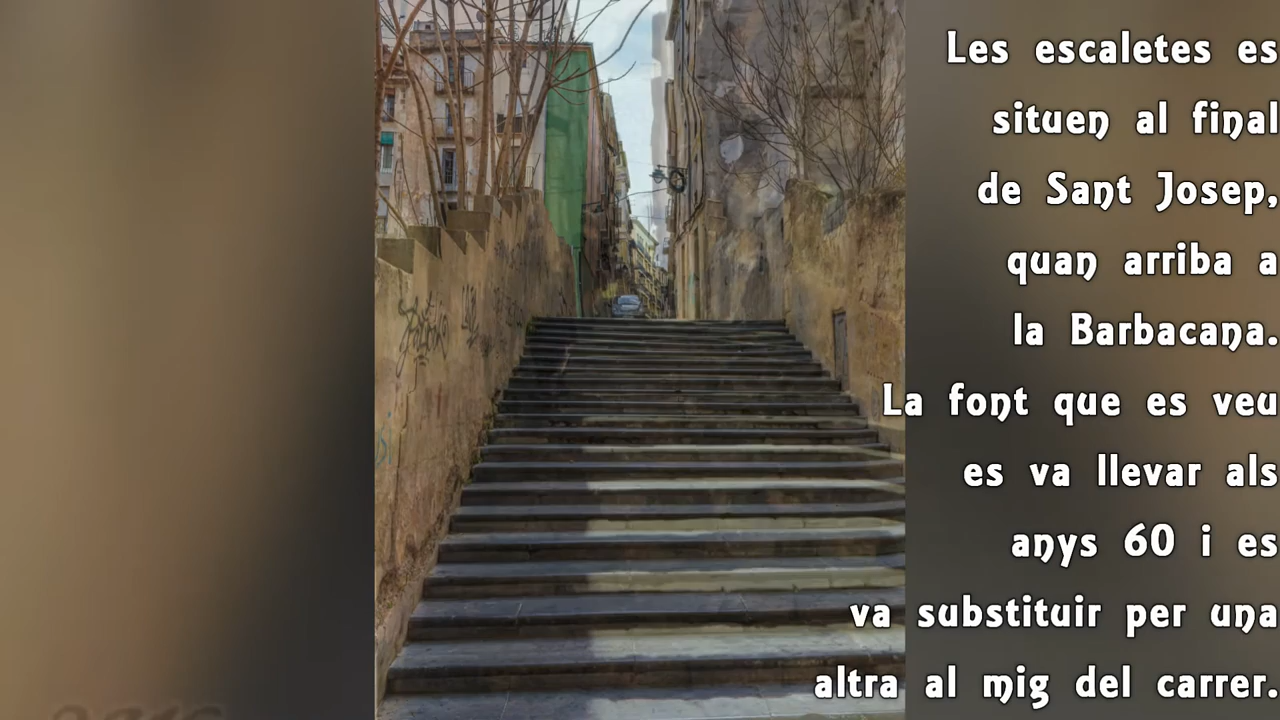 Les escaletes es
situen al final
de Sant Josep,
quan arriba a
la Barbacana.
La font que es veu
es va llevar als
anys 60 i es
va substituir per una
altra al mig del carrer.